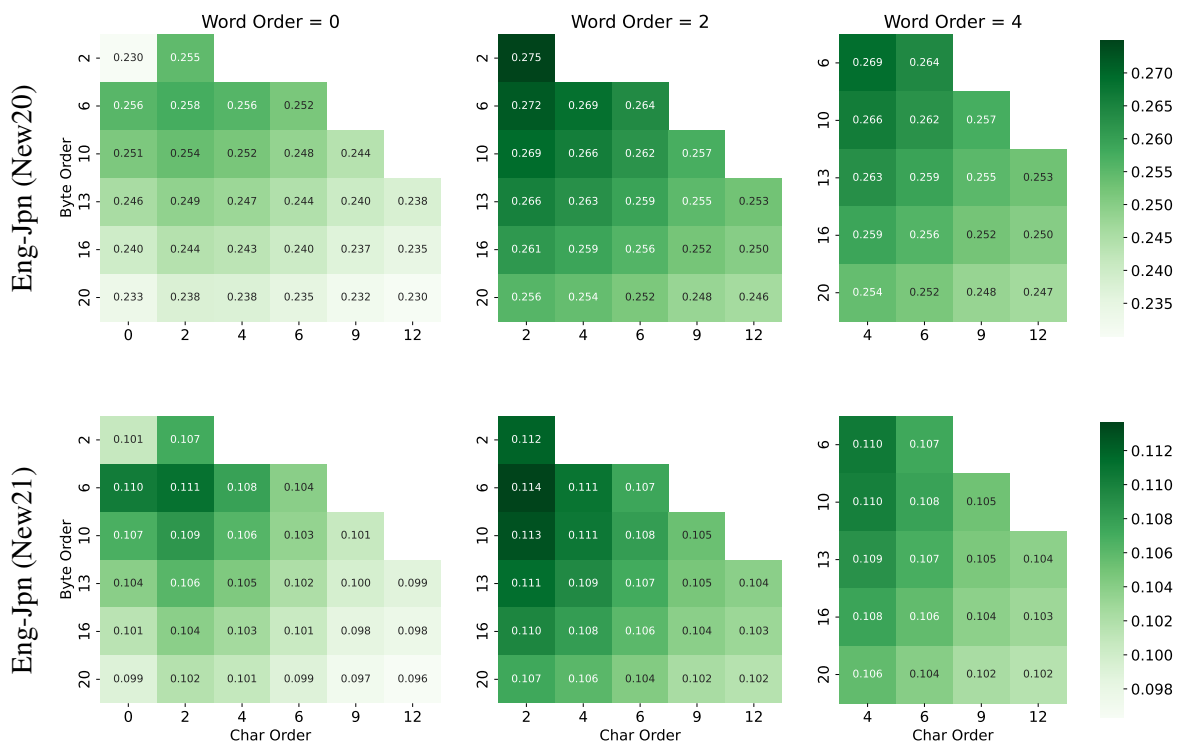 Word Order = 0 Word Order = 2 Word Order = 4
Eng-Jpn (New20)
Byte Order
2 0.230 0.255
6 0.256 0.258 0.256 0.252
10 0.251 0.254 0.252 0.248 0.244
13 0.246 0.249 0.247 0.244 0.240 0.238
16 0.240 0.244 0.243 0.240 0.237 0.235
20 0.233 0.238 0.238 0.235 0.232 0.230
0 2 4 6 9 12
2 0.275
6 0.272 0.269 0.264
10 0.269 0.266 0.262 0.257
13 0.266 0.263 0.259 0.255 0.253
16 0.261 0.259 0.256 0.252 0.250
20 0.256 0.254 0.252 0.248 0.246
2 4 6 9 12
6 0.269 0.264
10 0.266 0.262 0.257
13 0.263 0.259 0.255 0.253
16 0.259 0.256 0.252 0.250
20 0.254 0.252 0.248 0.247
4 6 9 12
0.270
0.265
0.260
0.255
0.250
0.245
0.240
0.235
Eng-Jpn (New21)
Byte Order
2 0.101 0.107
6 0.110 0.111 0.108 0.104
10 0.107 0.109 0.106 0.103 0.101
13 0.104 0.106 0.105 0.102 0.100 0.099
16 0.101 0.104 0.103 0.101 0.098 0.098
20 0.099 0.102 0.101 0.099 0.097 0.096
0 2 4 6 9 12
Char Order
2 0.112
6 0.114 0.111 0.107
10 0.113 0.111 0.108 0.105
13 0.111 0.109 0.107 0.105 0.104
16 0.110 0.108 0.106 0.104 0.103
20 0.107 0.106 0.104 0.102 0.102
2 4 6 9 12
Char Order
6 0.110 0.107
10 0.110 0.108 0.105
13 0.109 0.107 0.105 0.104
16 0.108 0.106 0.104 0.103
20 0.106 0.104 0.102 0.102
4 6 9 12
Char Order
0.112
0.110
0.108
0.106
0.104
0.102
0.100
0.098